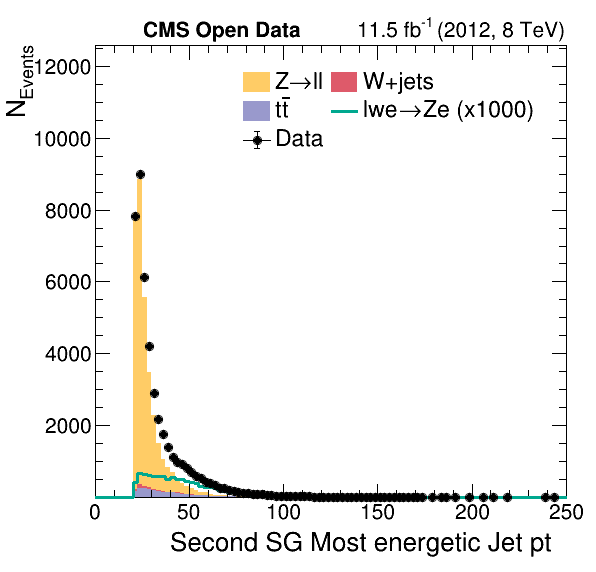 CMS Open Data 11.5 fb-1 (2012, 8 TeV)
NEvents
12000
10000
8000
6000
4000
2000
Z→ll W+jets
tt̄ lwe→Ze (x1000)
Data
0 50 100 150 200 250
Second SG Most energetic Jet pt